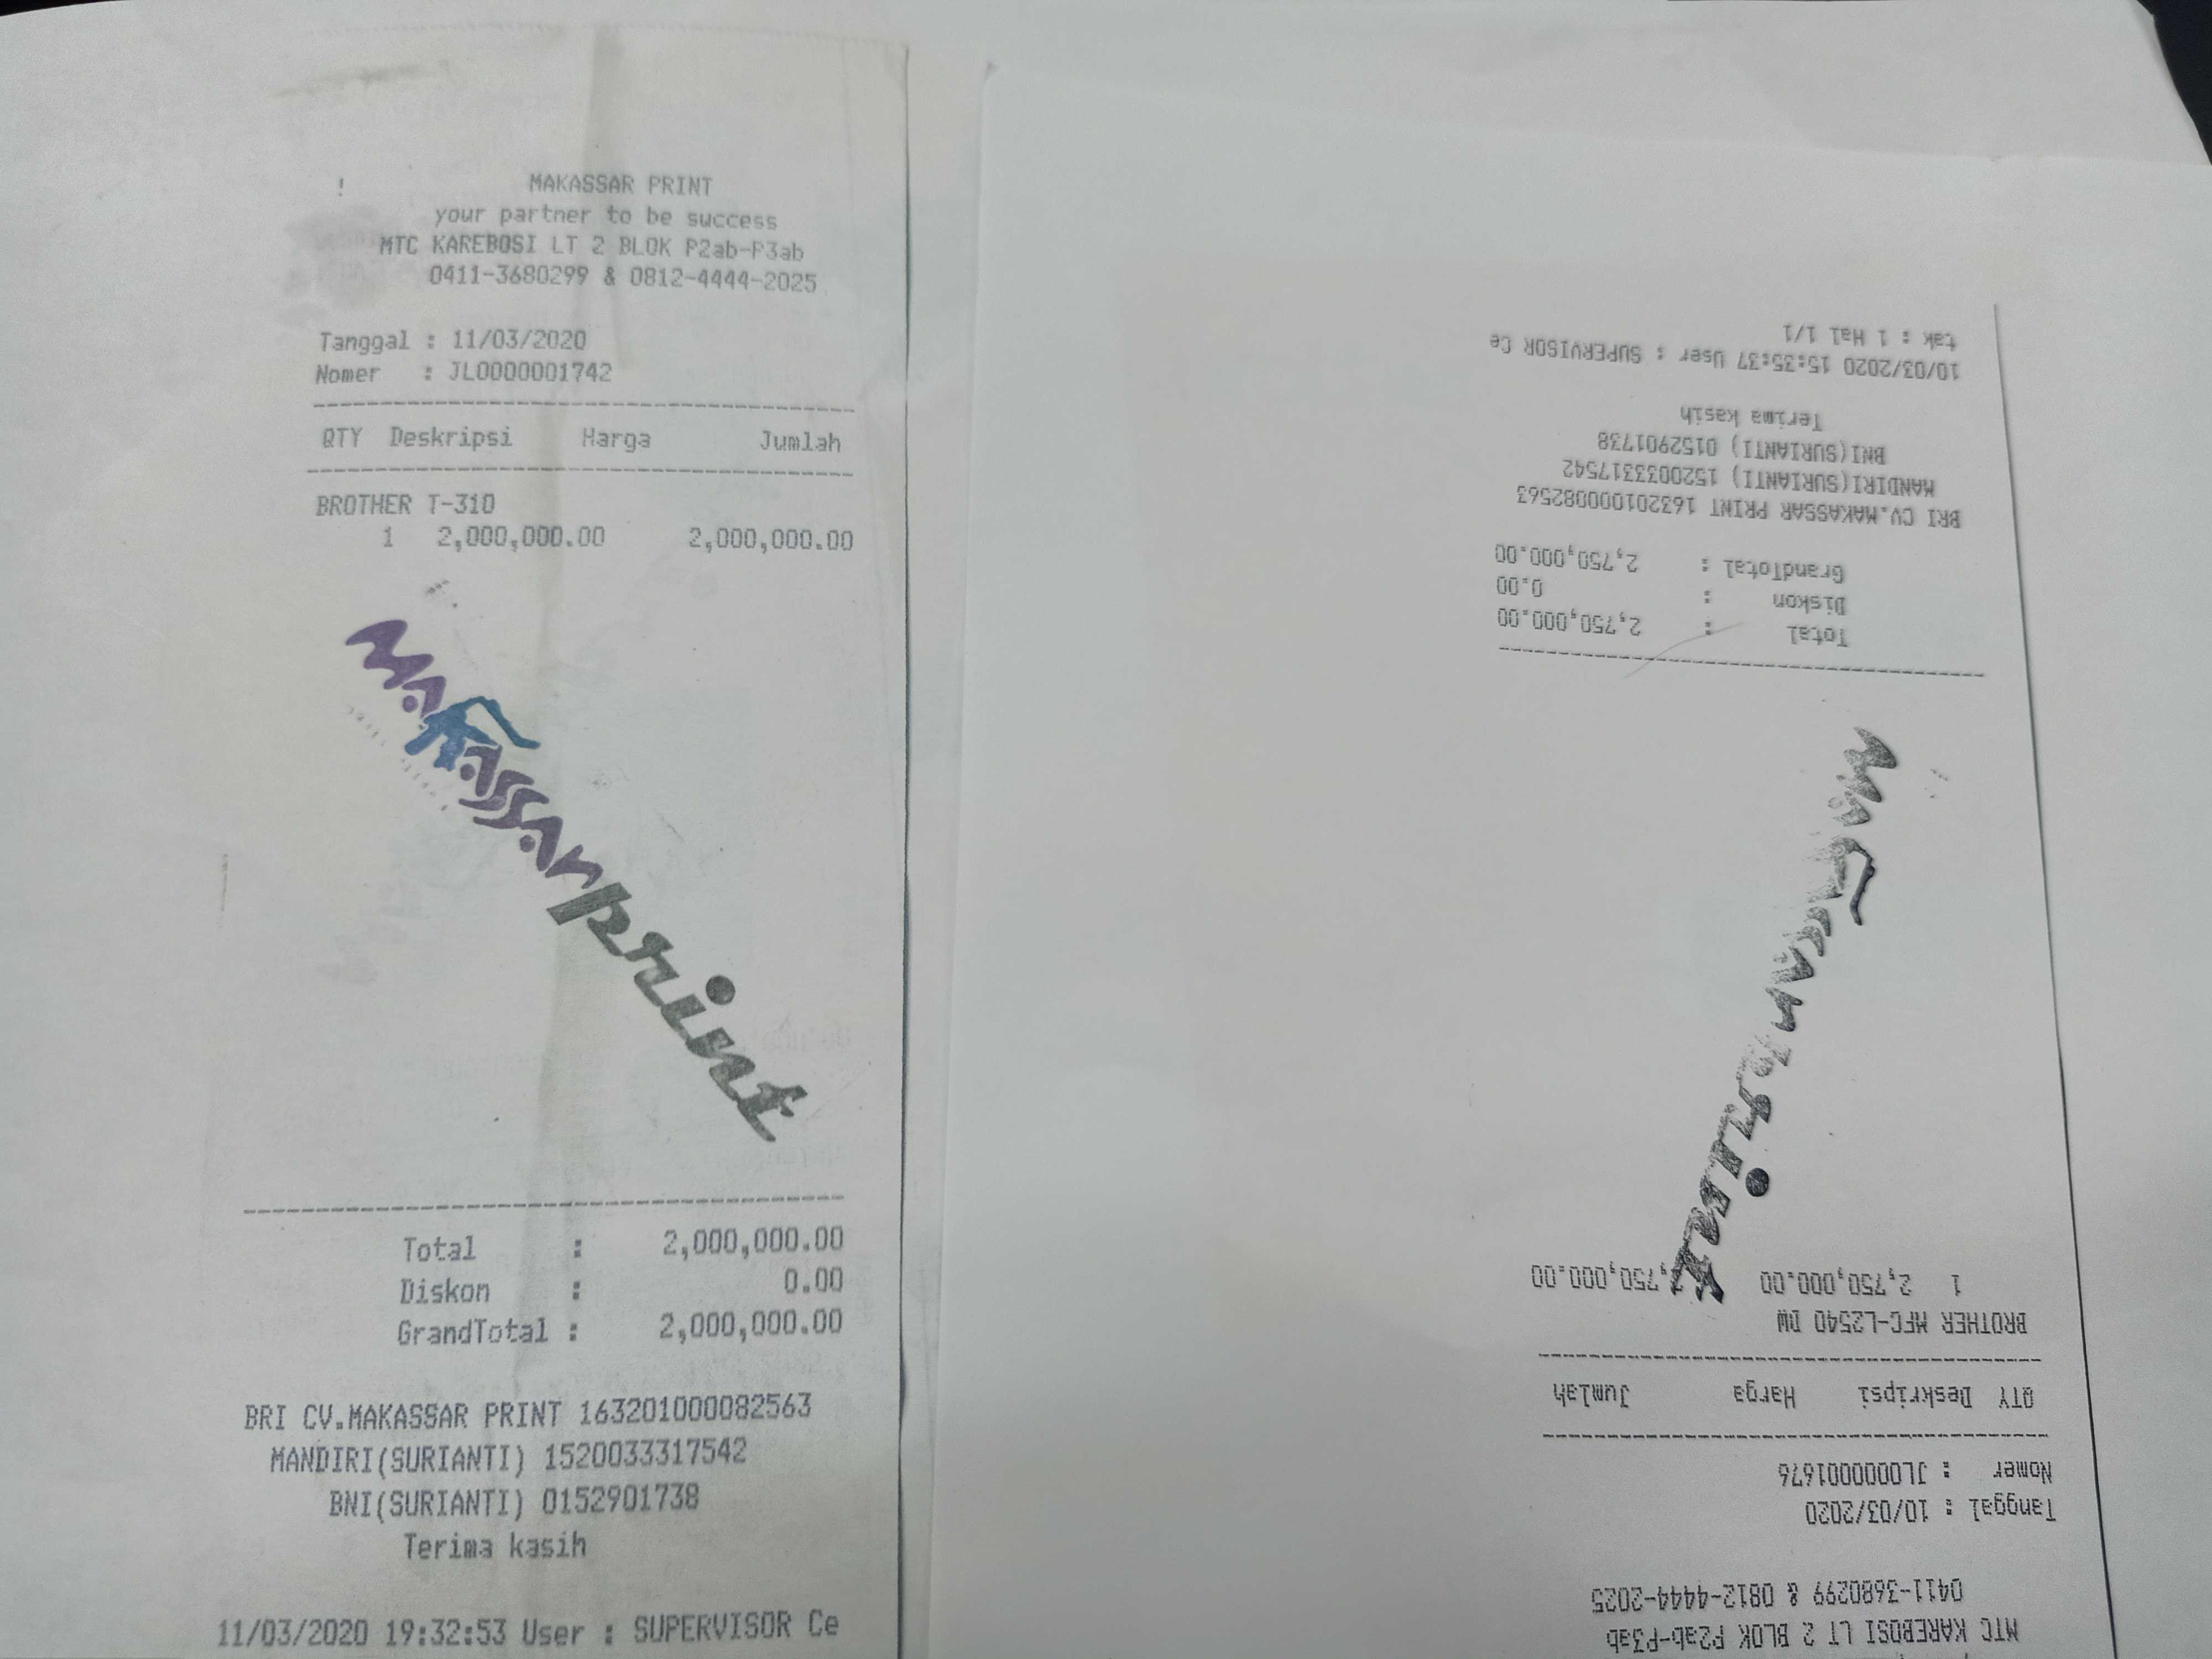 MAKASSAR PRINT
your partner to be success
MTC KAREBOSI LT 2 BLOK P2ab-P3ab
0411-3680299 & 0812-4444-2025
Tanggal : 11/03/2020
Nomer : JL0000001742
QTY Deskripsi Harga Jumlah
BROTHER T-310
1 2,000,000.00 2,000,000.00
Makassar print
Total : 2,000,000.00
Diskon : 0.00
GrandTotal : 2,000,000.00
BRI CV.MAKASSAR PRINT 163201000082563
MANDIRI(SURIANTI) 1520033317542
BNI(SURIANTI) 0152901738
Terima kasih
11/03/2020 19:32:53 User : SUPERVISOR Ce
MTC KAREBOSI LT 2 BLOK P2ab-P3ab
0411-3680299 & 0812-4444-2025
Tanggal : 10/03/2020
Nomer : JL0000001676
QTY Deskripsi Harga Jumlah
BROTHER MFC-L2540 DW
1 2,750,000.00 2,750,000.00
Makassar print
Total : 2,750,000.00
Diskon : 0.00
GrandTotal : 2,750,000.00
BRI CV.MAKASSAR PRINT 163201000082563
MANDIRI(SURIANTI) 1520033317542
BNI(SURIANTI) 0152901738
Terima kasih
10/03/2020 15:35:37 User : SUPERVISOR Ce
tak : 1 Hal 1/1